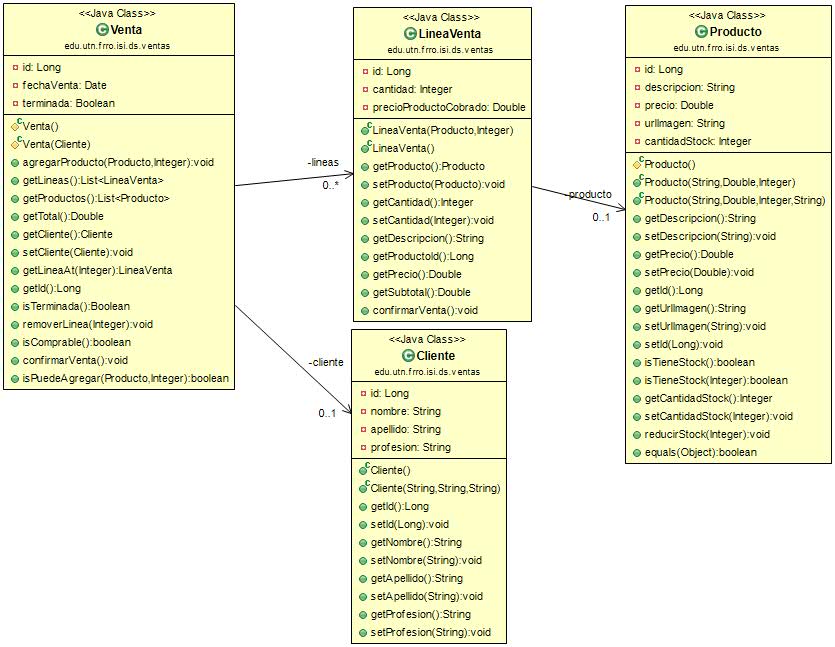 <<Java Class>>
Venta
edu.utn.frro.isi.ds.ventas
id: Long
fechaVenta: Date
terminada: Boolean
Venta()
Venta(Cliente)
agregarProducto(Producto,Integer):void
getLineas():List<LineaVenta>
getProductos():List<Producto>
getTotal():Double
getCliente():Cliente
setCliente(Cliente):void
getLineaAt(Integer):LineaVenta
getId():Long
isTerminada():Boolean
removerLinea(Integer):void
isComprable():boolean
confirmarVenta():void
isPuedeAgregar(Producto,Integer):boolean
-lineas
0..*
<<Java Class>>
LineaVenta
edu.utn.frro.isi.ds.ventas
id: Long
cantidad: Integer
precioProductoCobrado: Double
LineaVenta(Producto,Integer)
LineaVenta()
getProducto():Producto
setProducto(Producto):void
getCantidad():Integer
setCantidad(Integer):void
getDescripcion():String
getProductoId():Long
getPrecio():Double
getSubtotal():Double
confirmarVenta():void
-producto
0..1
<<Java Class>>
Producto
edu.utn.frro.isi.ds.ventas
id: Long
descripcion: String
precio: Double
urlImagen: String
cantidadStock: Integer
Producto()
Producto(String,Double,Integer)
Producto(String,Double,Integer,String)
getDescripcion():String
setDescripcion(String):void
getPrecio():Double
setPrecio(Double):void
getId():Long
getUrlImagen():String
setUrlImagen(String):void
setId(Long):void
isTieneStock():boolean
isTieneStock(Integer):boolean
getCantidadStock():Integer
setCantidadStock(Integer):void
reducirStock(Integer):void
equals(Object):boolean
-cliente
0..1
<<Java Class>>
Cliente
edu.utn.frro.isi.ds.ventas
id: Long
nombre: String
apellido: String
profesion: String
Cliente()
Cliente(String,String,String)
getId():Long
setId(Long):void
getNombre():String
setNombre(String):void
getApellido():String
setApellido(String):void
getProfesion():String
setProfesion(String):void